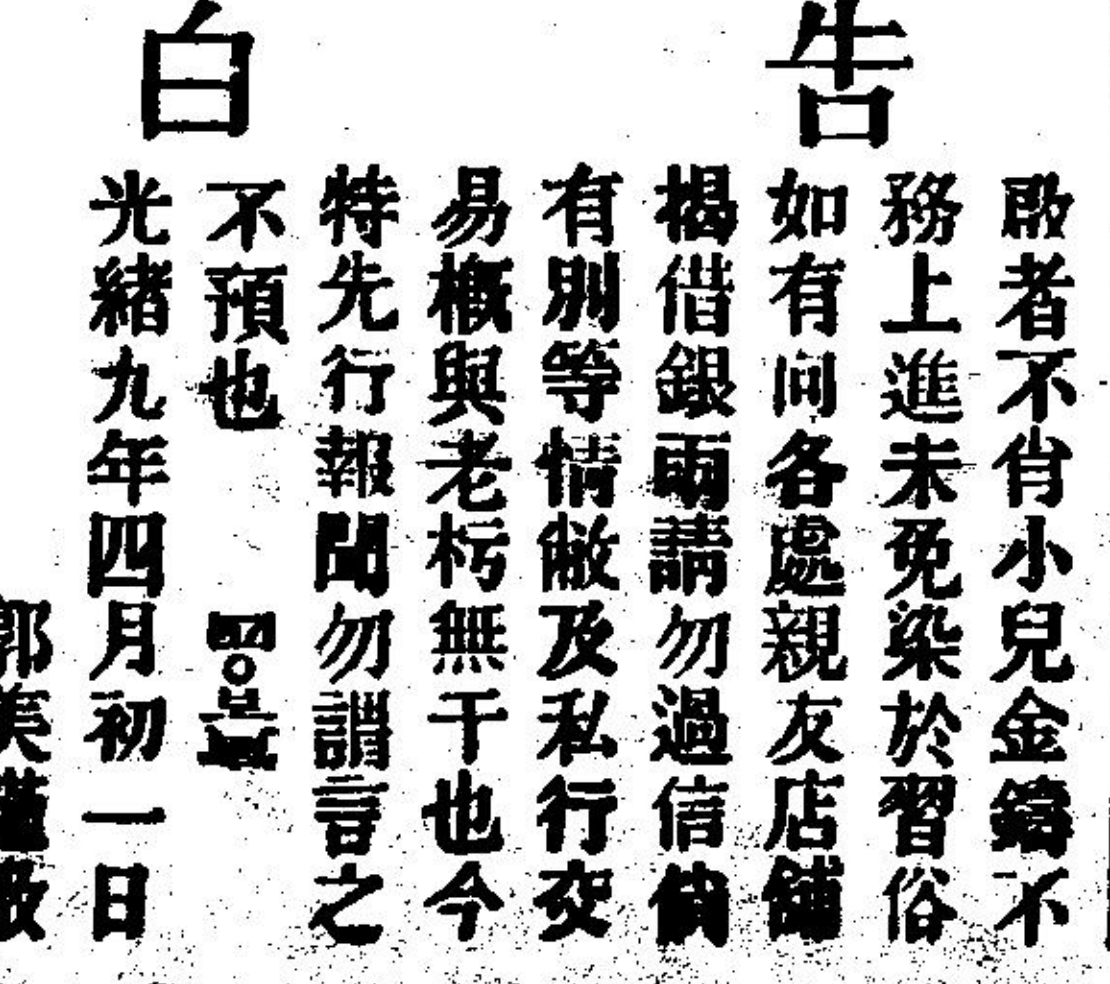 告白
啟者不肖小兒金鑄不
務上進未免染於習俗
如有向各處親友店舖
揭借銀兩請勿過信倘
有別等情敝及私行交
易概與老朽無干也今
特先行報聞勿謂言之
不預也
光緒九年四月初一日
郭美謹啟